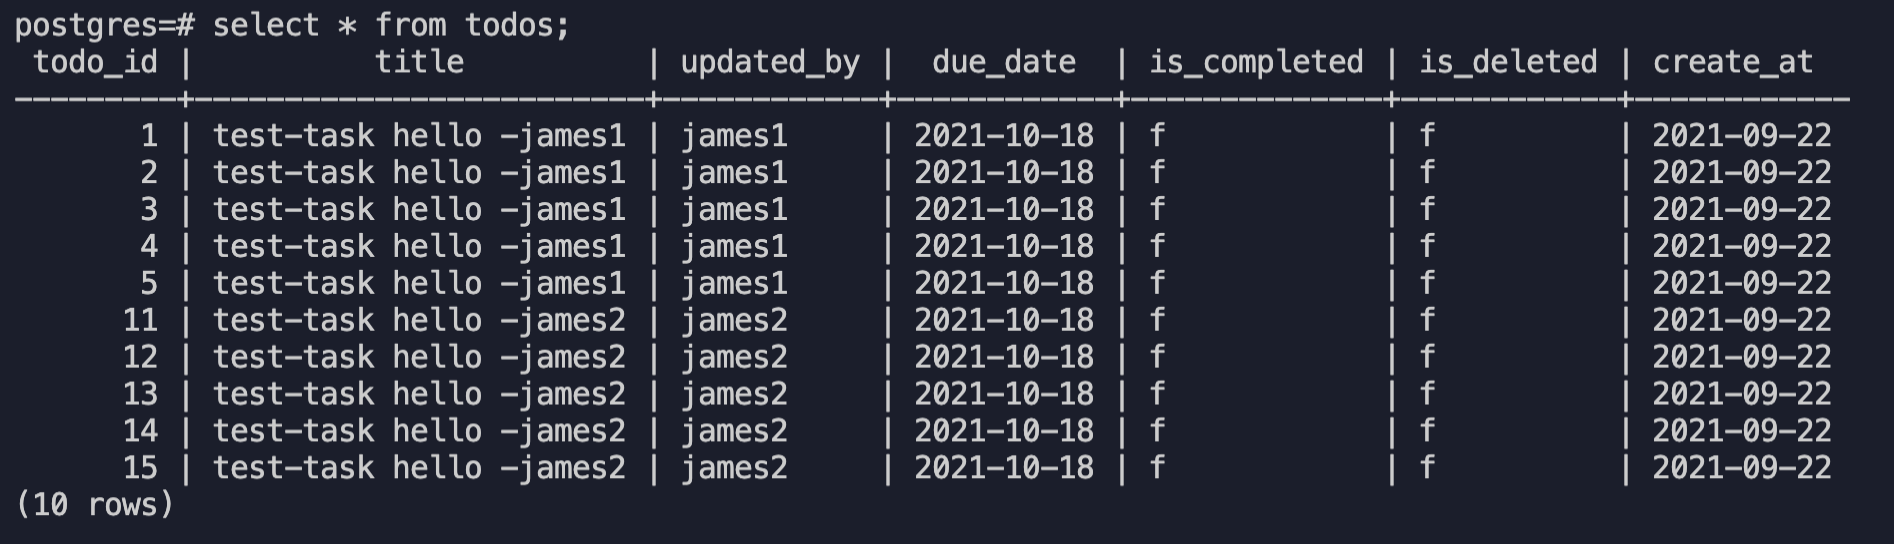 postgres=# select * from todos;
 todo_id |          title          | updated_by |  due_date  | is_completed | is_deleted | create_at
---------+-------------------------+------------+------------+--------------+------------+------------
       1 | test-task hello -james1 | james1     | 2021-10-18 | f            | f          | 2021-09-22
       2 | test-task hello -james1 | james1     | 2021-10-18 | f            | f          | 2021-09-22
       3 | test-task hello -james1 | james1     | 2021-10-18 | f            | f          | 2021-09-22
       4 | test-task hello -james1 | james1     | 2021-10-18 | f            | f          | 2021-09-22
       5 | test-task hello -james1 | james1     | 2021-10-18 | f            | f          | 2021-09-22
      11 | test-task hello -james2 | james2     | 2021-10-18 | f            | f          | 2021-09-22
      12 | test-task hello -james2 | james2     | 2021-10-18 | f            | f          | 2021-09-22
      13 | test-task hello -james2 | james2     | 2021-10-18 | f            | f          | 2021-09-22
      14 | test-task hello -james2 | james2     | 2021-10-18 | f            | f          | 2021-09-22
      15 | test-task hello -james2 | james2     | 2021-10-18 | f            | f          | 2021-09-22
(10 rows)